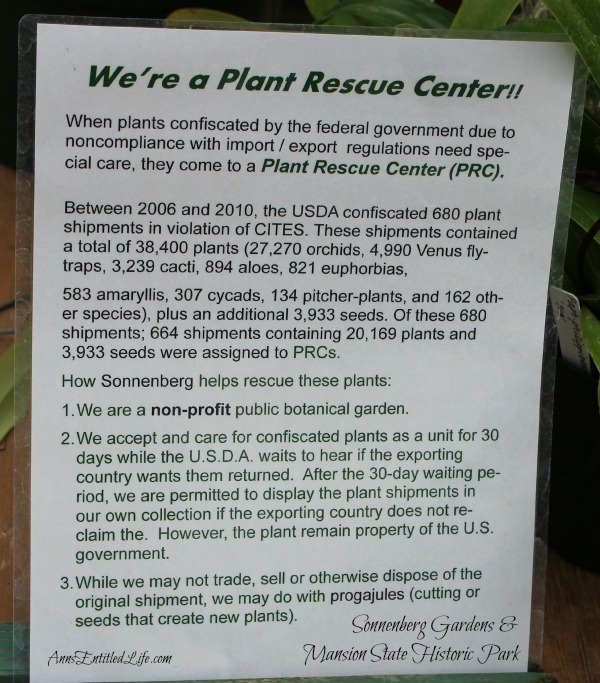 We're a Plant Rescue Center!!
When plants confiscated by the federal government due to
noncompliance with import / export regulations need spe-
cial care, they come to a Plant Rescue Center (PRC).
Between 2006 and 2010, the USDA confiscated 680 plant
shipments in violation of CITES. These shipments contained
a total of 38,400 plants (27,270 orchids, 4,990 Venus fly-
traps, 3,239 cacti, 894 aloes, 821 euphorbias,
583 amaryllis, 307 cycads, 134 pitcher-plants, and 162 oth-
er species), plus an additional 3,933 seeds. Of these 680
shipments; 664 shipments containing 20,169 plants and
3,933 seeds were assigned to PRCs.
How Sonnenberg helps rescue these plants:
1. We are a non-profit public botanical garden.
2. We accept and care for confiscated plants as a unit for 30
days while the U.S.D.A. waits to hear if the exporting
country wants them returned. After the 30-day waiting pe-
riod, we are permitted to display the plant shipments in
our own collection if the exporting country does not re-
claim the. However, the plant remain property of the U.S.
government.
3. While we may not trade, sell or otherwise dispose of the
original shipment, we may do with progajules (cutting or
seeds that create new plants).
Sonnenberg Gardens &
Mansion State Historic Park
AnnsEntitledLife.com